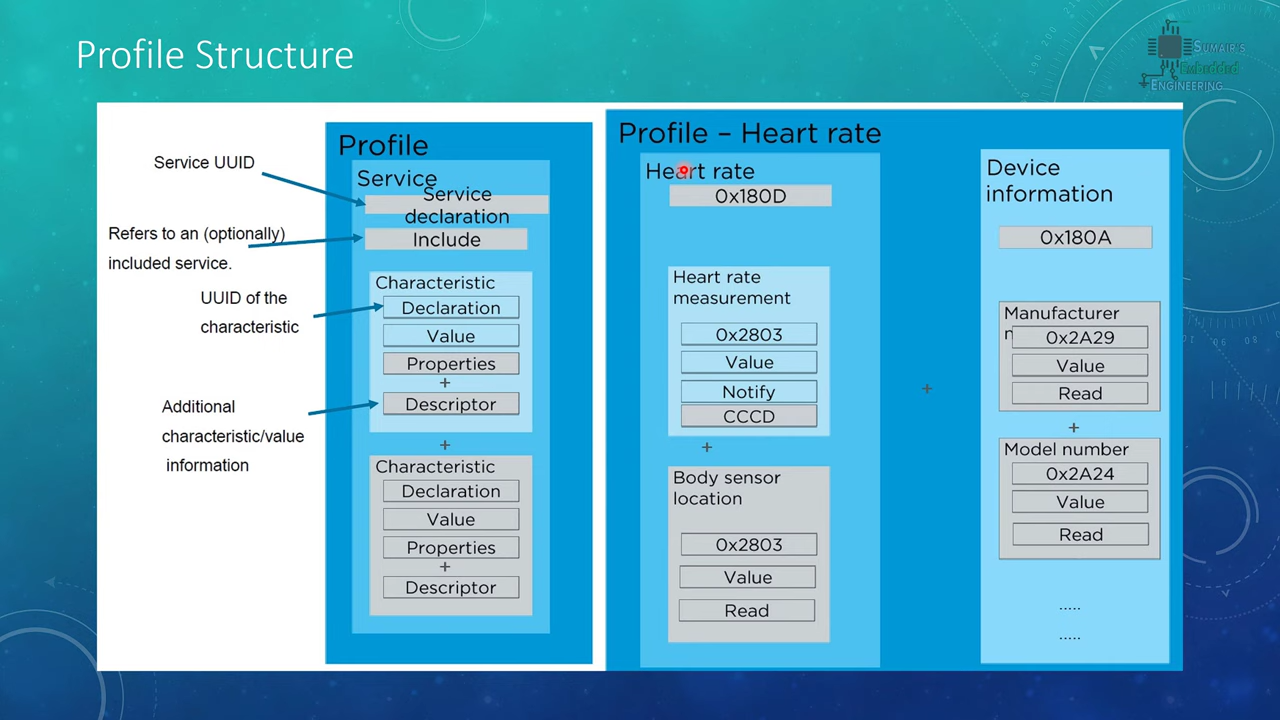 Profile Structure
SUMAIR'S
Embedded
ENGINEERING
Service UUID
Refers to an (optionally)
included service.
UUID of the
characteristic
Additional
characteristic/value
information
Profile
Service
Service
declaration
Include
Characteristic
Declaration
Value
Properties
+
Descriptor
+
Characteristic
Declaration
Value
Properties
+
Descriptor
Profile – Heart rate
Heart rate
0x180D
Heart rate
measurement
0x2803
Value
Notify
CCCD
+
Body sensor
location
0x2803
Value
Read
+
Device
information
0x180A
Manufacturer
0x2A29
Value
Read
+
Model number
0x2A24
Value
Read
.....
.....